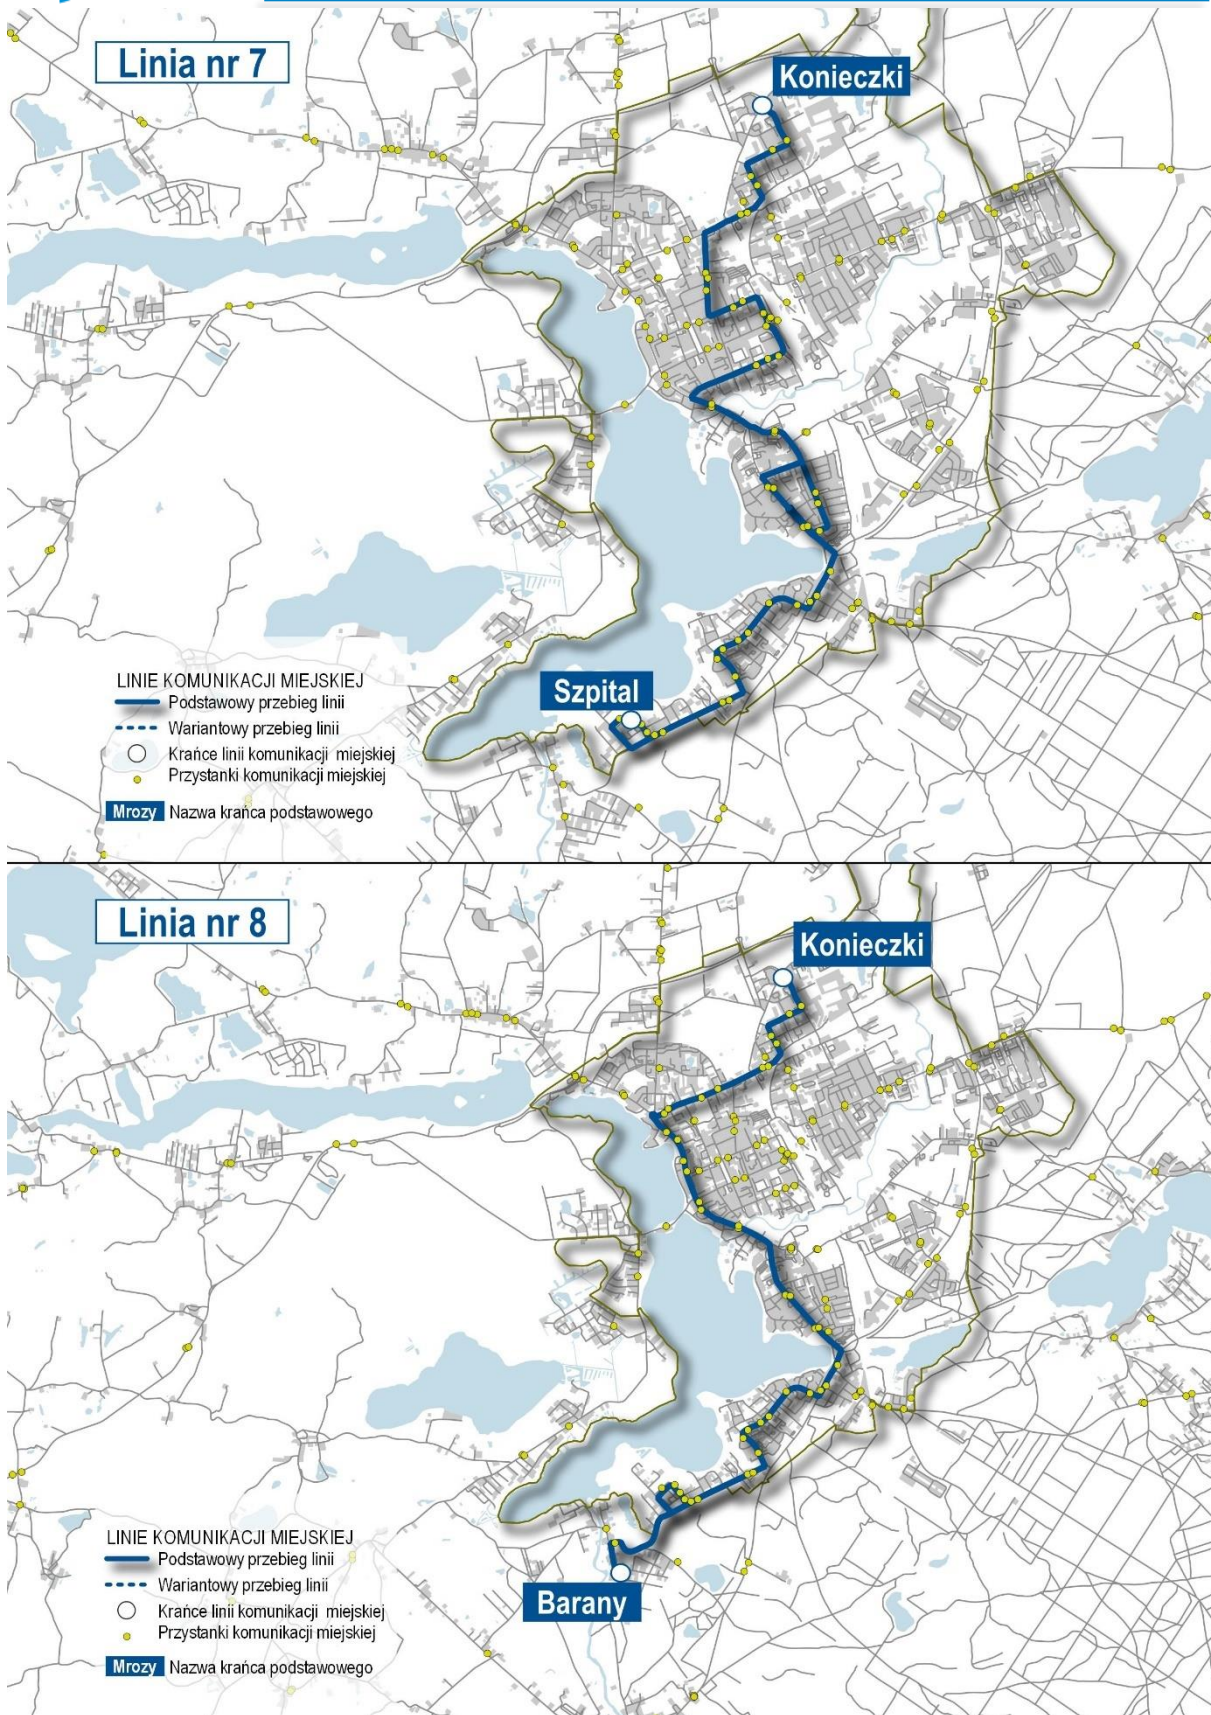 Linia nr 7
Konieczki
Szpital
LINIE KOMUNIKACJI MIEJSKIEJ
Podstawowy przebieg linii
Wariantowy przebieg linii
Krańce linii komunikacji miejskiej
Przystanki komunikacji miejskiej
Mrozy Nazwa krańca podstawowego
Linia nr 8
Konieczki
Barany
LINIE KOMUNIKACJI MIEJSKIEJ
Podstawowy przebieg linii
Wariantowy przebieg linii
Krańce linii komunikacji miejskiej
Przystanki komunikacji miejskiej
Mrozy Nazwa krańca podstawowego